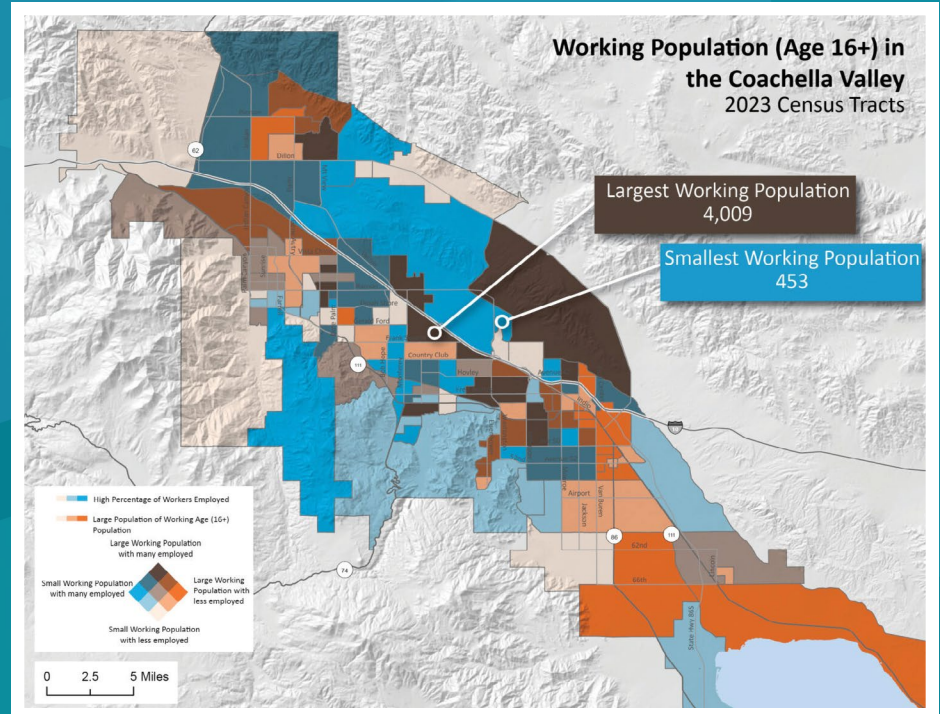 Working Population (Age 16+) in
the Coachella Valley
2023 Census Tracts
62
Dillon
Largest Working Population
4,009
Smallest Working Population
453
Ford
Country Club
111
Hovley
Airport
Jackson
Van Buren
86
111
62nd
66th
State Hwy 86S
74
High Percentage of Workers Employed
Large Population of Working Age (16+)
Population
Large Working Population
with many employed
Small Working Population
with many employed
Large Working
Population with
less employed
Small Working Population
with less employed
0 2.5 5 Miles